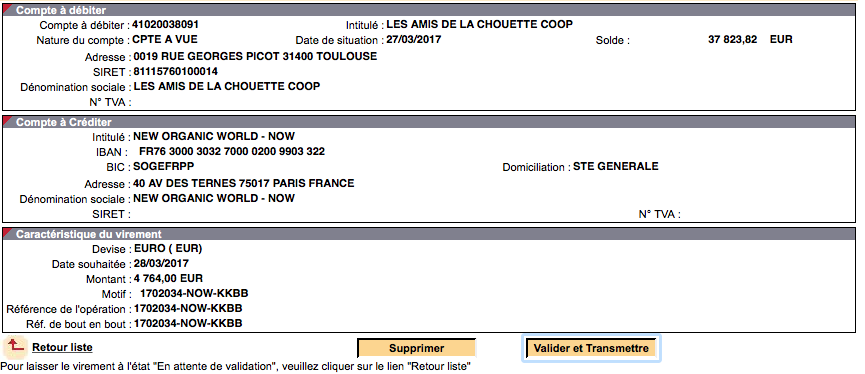 Compte à débiter
Compte à débiter : 41020038091 Intitulé : LES AMIS DE LA CHOUETTE COOP
Nature du compte : CPTE A VUE Date de situation : 27/03/2017 Solde : 37 823,82 EUR
Adresse : 0019 RUE GEORGES PICOT 31400 TOULOUSE
SIRET : 81115760100014
Dénomination sociale : LES AMIS DE LA CHOUETTE COOP
N° TVA :
Compte à Créditer
Intitulé : NEW ORGANIC WORLD - NOW
IBAN : FR76 3000 3032 7000 0200 9903 322
BIC : SOGEFRPP Domiciliation : STE GENERALE
Adresse : 40 AV DES TERNES 75017 PARIS FRANCE
Dénomination sociale : NEW ORGANIC WORLD - NOW
SIRET : N° TVA :
Caractéristique du virement
Devise : EURO ( EUR)
Date souhaitée : 28/03/2017
Montant : 4 764,00 EUR
Motif : 1702034-NOW-KKBB
Référence de l'opération : 1702034-NOW-KKBB
Réf. de bout en bout : 1702034-NOW-KKBB
Retour liste Supprimer Valider et Transmettre
Pour laisser le virement à l'état "En attente de validation", veuillez cliquer sur le lien "Retour liste"